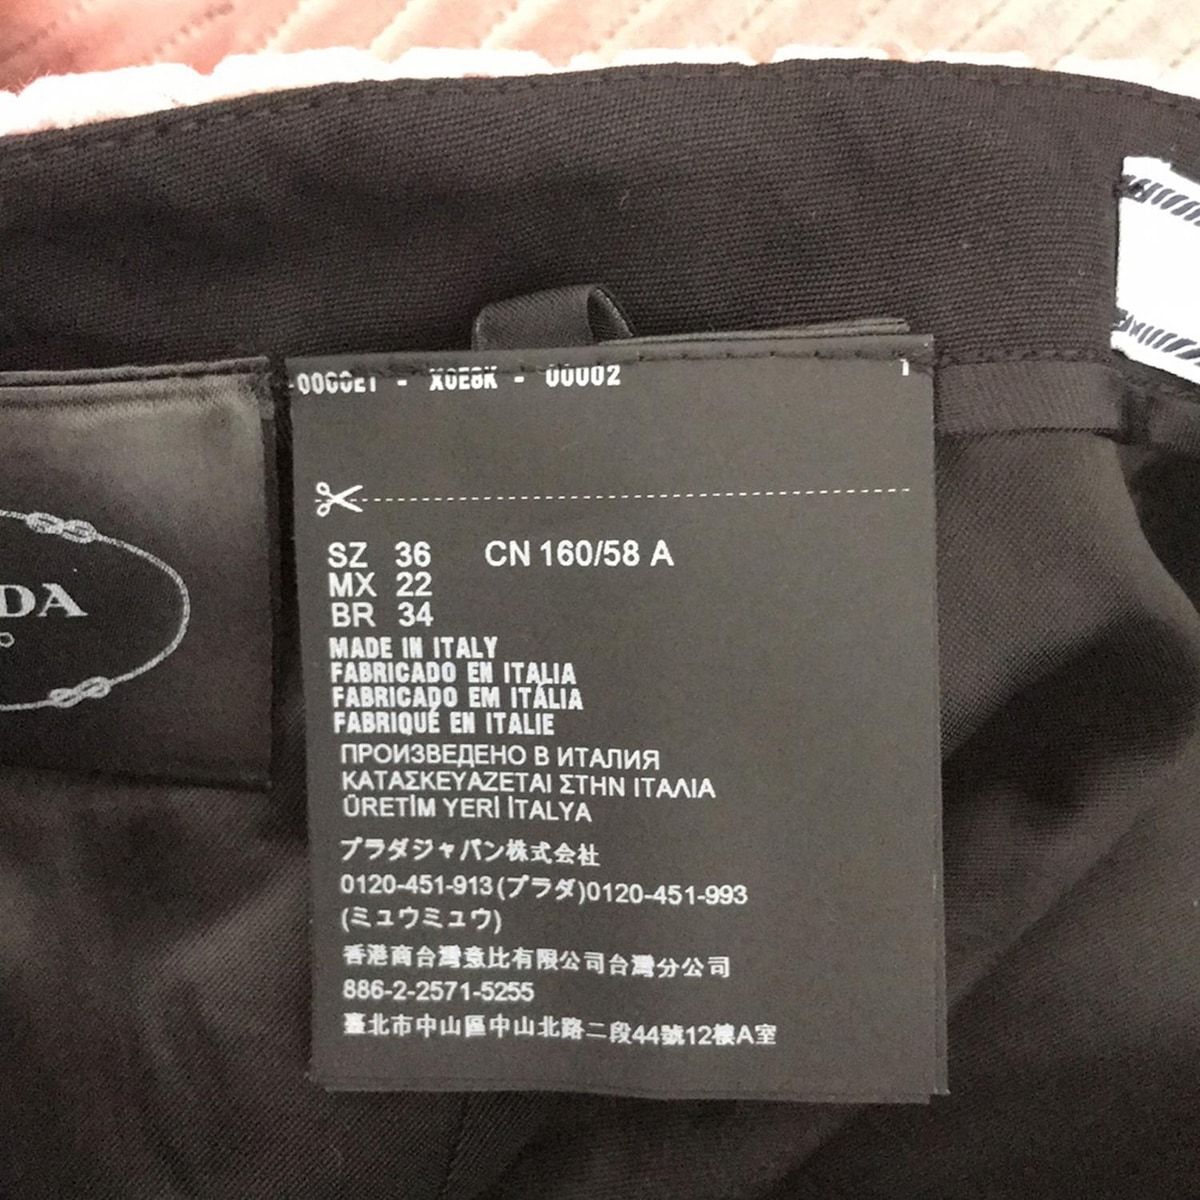 X0E8K - 00002
1
DA
SZ 36 CN 160/58 A
MX 22
BR 34
MADE IN ITALY
FABRICADO EN ITALIA
FABRICADO EM ITÁLIA
FABRIQUÉ EN ITALIE
ПРОИЗВЕДЕНО В ИТАЛИЯ
ΚΑΤΑΣΚΕΥΑΖΕΤΑΙ ΣΤΗΝ ΙΤΑΛΙΑ
ÜRETİM YERİ İTALYA
プラダジャパン株式会社
0120-451-913(プラダ)0120-451-993
(ミュウミュウ)
香港商台灣意比有限公司台灣分公司
886-2-2571-5255
臺北市中山區中山北路二段44號12樓A室